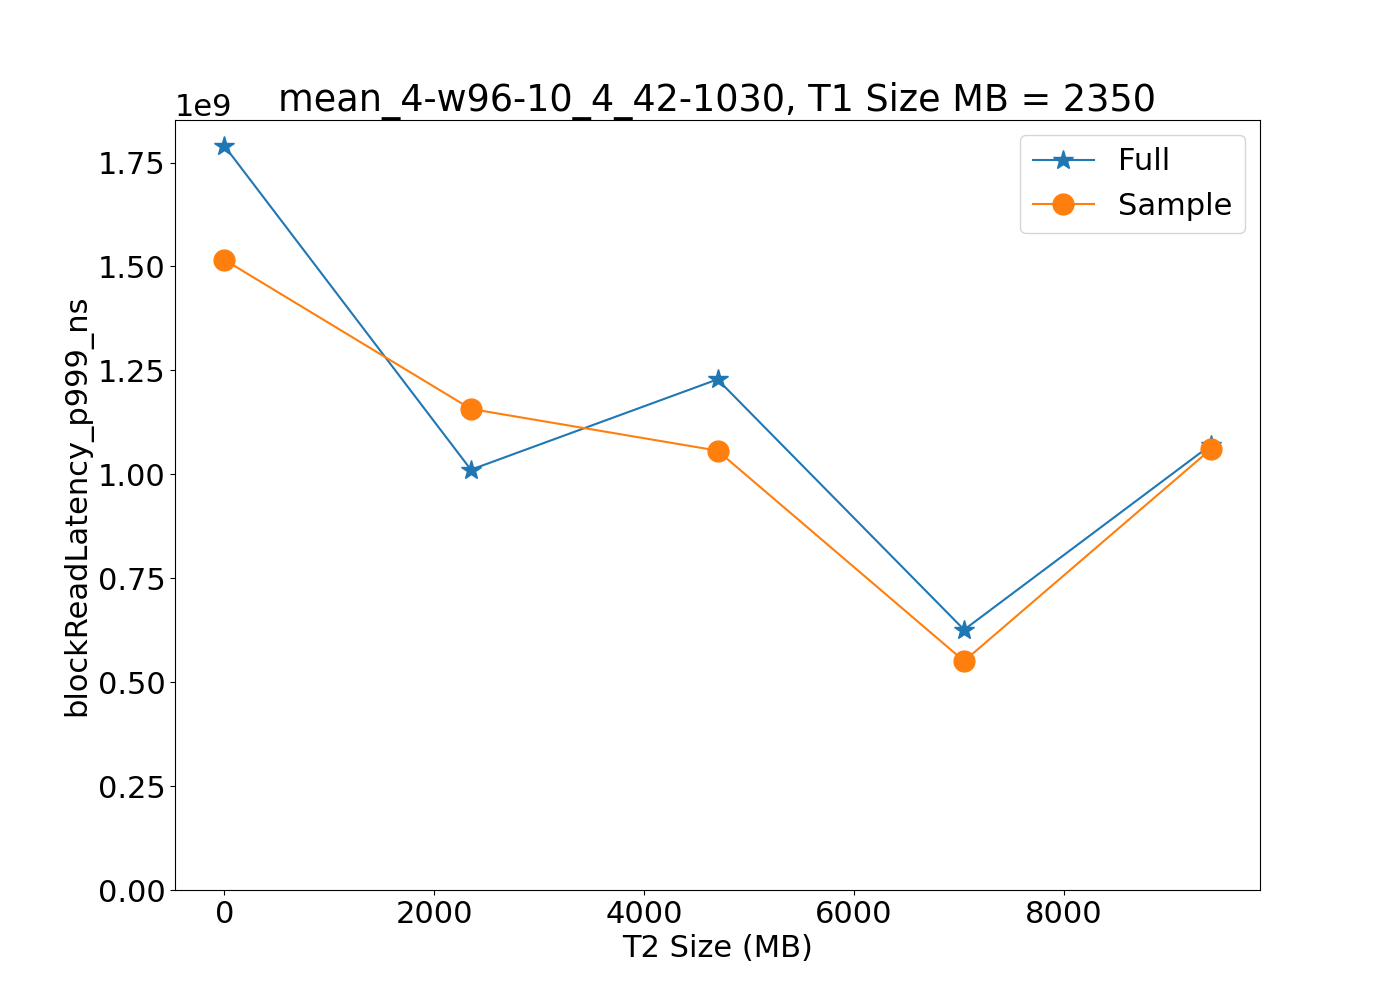 mean_4-w96-10_4_42-1030, T1 Size MB = 2350
1e9
Full
Sample
1.75
1.50
1.25
1.00
0.75
0.50
0.25
0.00
blockReadLatency_p999_ns
0 2000 4000 6000 8000
T2 Size (MB)